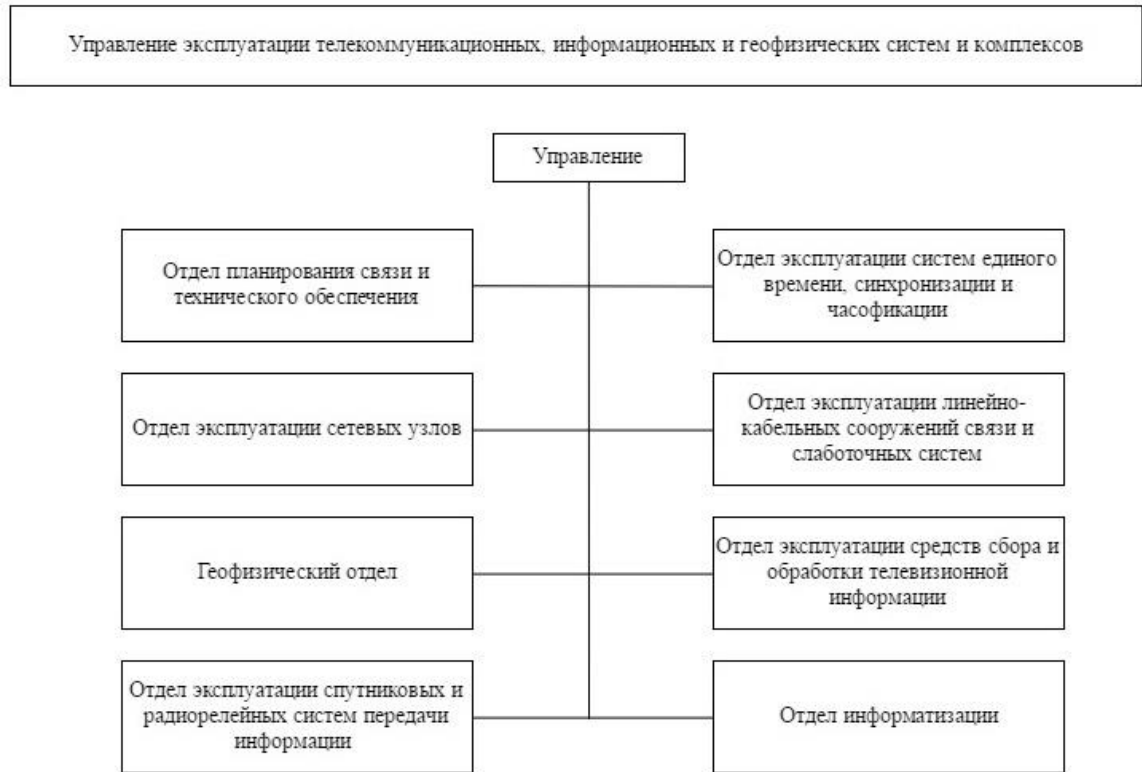 Управление эксплуатации телекоммуникационных, информационных и геофизических систем и комплексов
Управление
Отдел планирования связи и
технического обеспечения
Отдел эксплуатации систем единого
времени, синхронизации и
часофикации
Отдел эксплуатации сетевых узлов
Отдел эксплуатации линейно-
кабельных сооружений связи и
слаботочных систем
Геофизический отдел
Отдел эксплуатации средств сбора и
обработки телевизионной
информации
Отдел эксплуатации спутниковых и
радиорелейных систем передачи
информации
Отдел информатизации